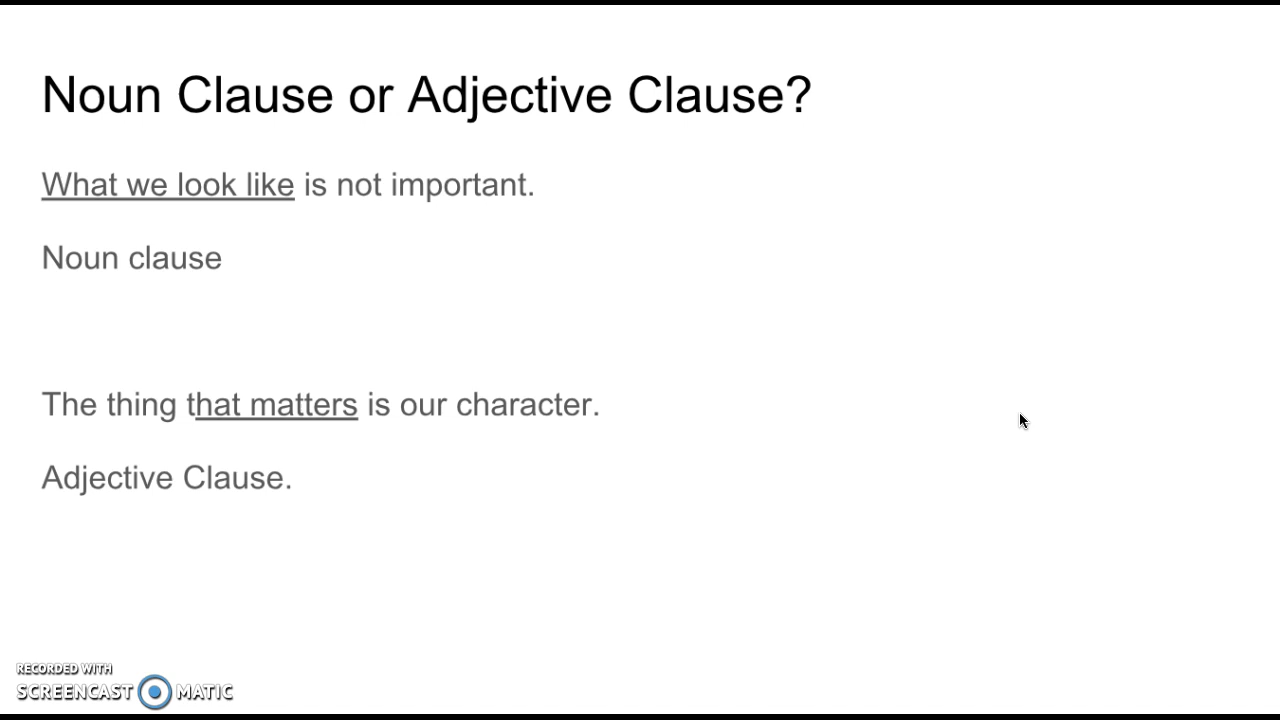 Noun Clause or Adjective Clause?
What we look like is not important.
Noun clause
The thing that matters is our character.
Adjective Clause.
RECORDED WITH
SCREENCAST MATIC